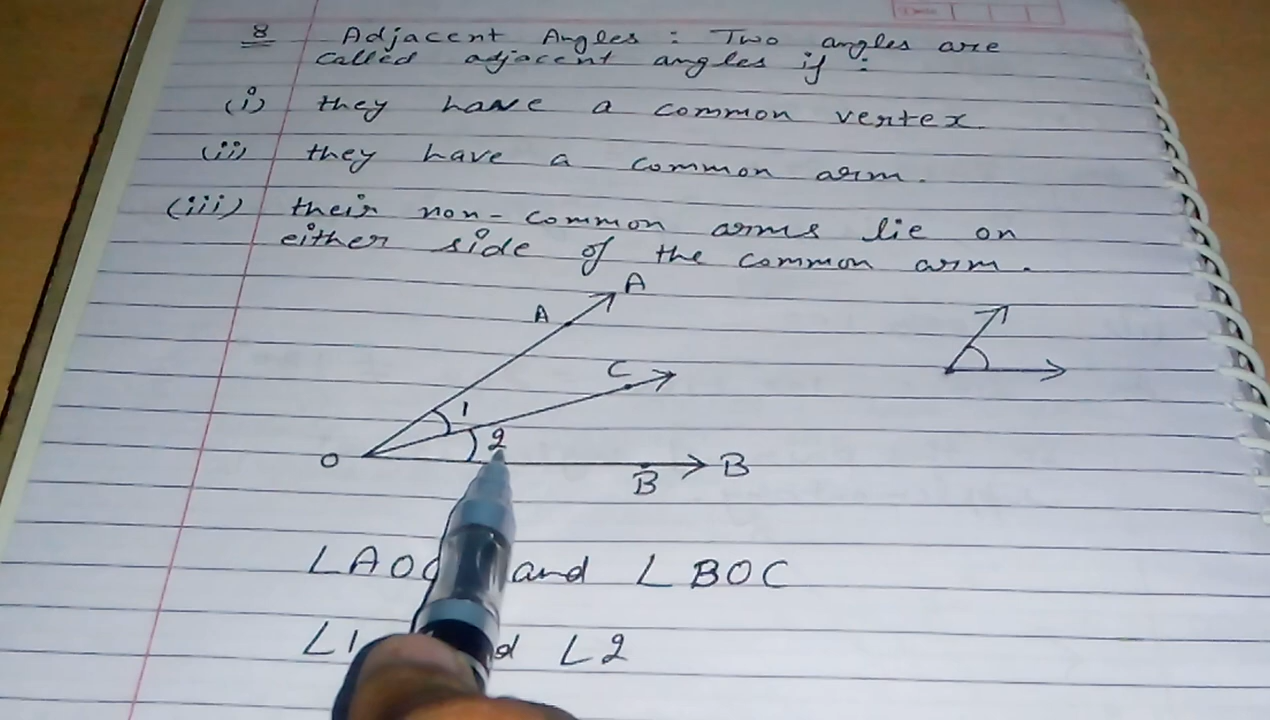 8 Adjacent Angles : Two angles are
called adjacent angles if :
(i) they have a common vertex
(ii) they have a common arm.
(iii) their non-common arms lie on
either side of the common arm.
A
A
C
1
2
O
B
B
∠AOC and ∠BOC
∠1 ∠2